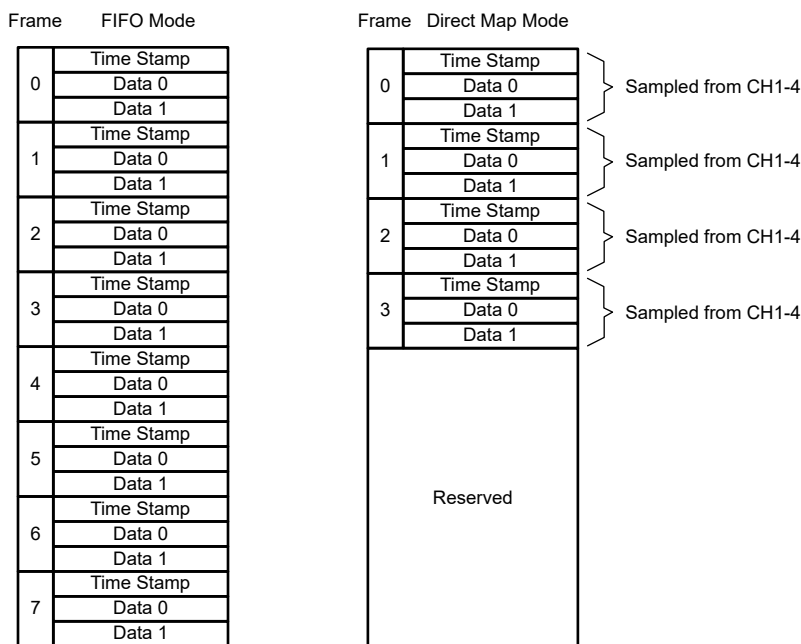 Frame FIFO Mode
0
Time Stamp
Data 0
Data 1
1
Time Stamp
Data 0
Data 1
2
Time Stamp
Data 0
Data 1
3
Time Stamp
Data 0
Data 1
4
Time Stamp
Data 0
Data 1
5
Time Stamp
Data 0
Data 1
6
Time Stamp
Data 0
Data 1
7
Time Stamp
Data 0
Data 1
Frame Direct Map Mode
0
Time Stamp
Data 0
Data 1
Sampled from CH1-4
1
Time Stamp
Data 0
Data 1
Sampled from CH1-4
2
Time Stamp
Data 0
Data 1
Sampled from CH1-4
3
Time Stamp
Data 0
Data 1
Sampled from CH1-4
Reserved